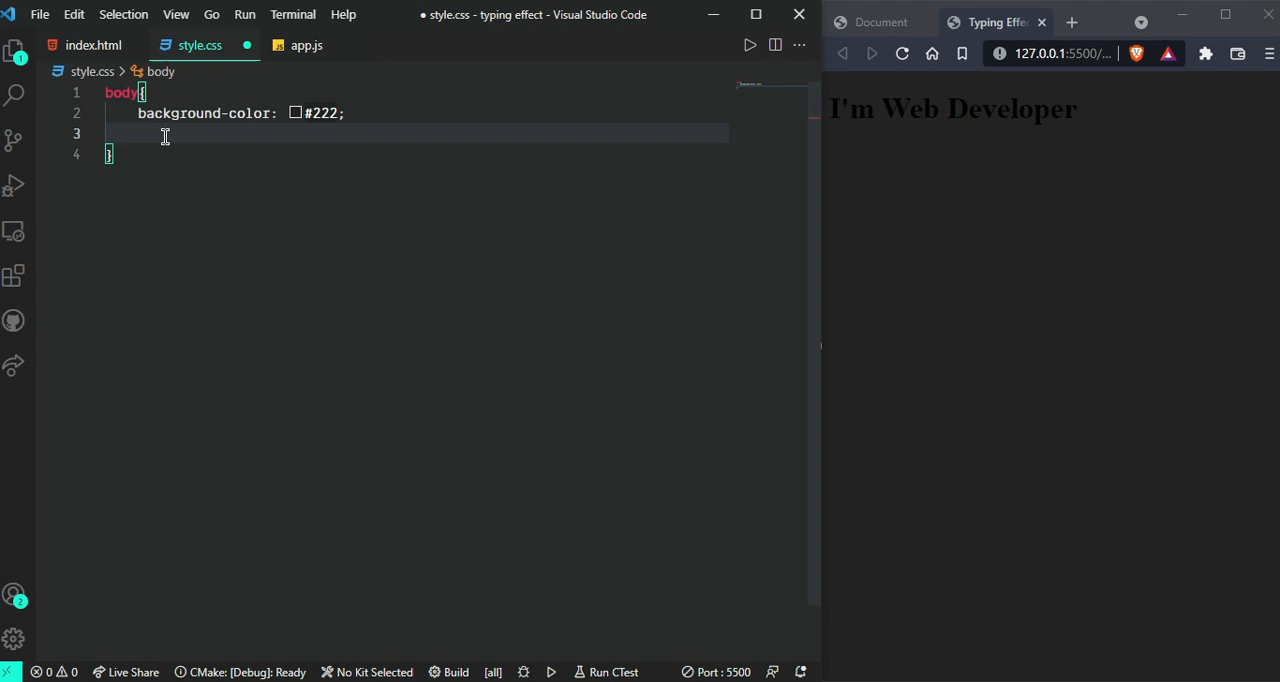 File Edit Selection View Go Run Terminal Help
● style.css - typing effect - Visual Studio Code
index.html style.css ● app.js
style.css > body
1 body{
2 background-color: #222;
3
4 }
1
2
0 0 Live Share CMake: [Debug]: Ready No Kit Selected Build [all] Run CTest Port : 5500
Document Typing Effe
127.0.0.1:5500/...
I'm Web Developer